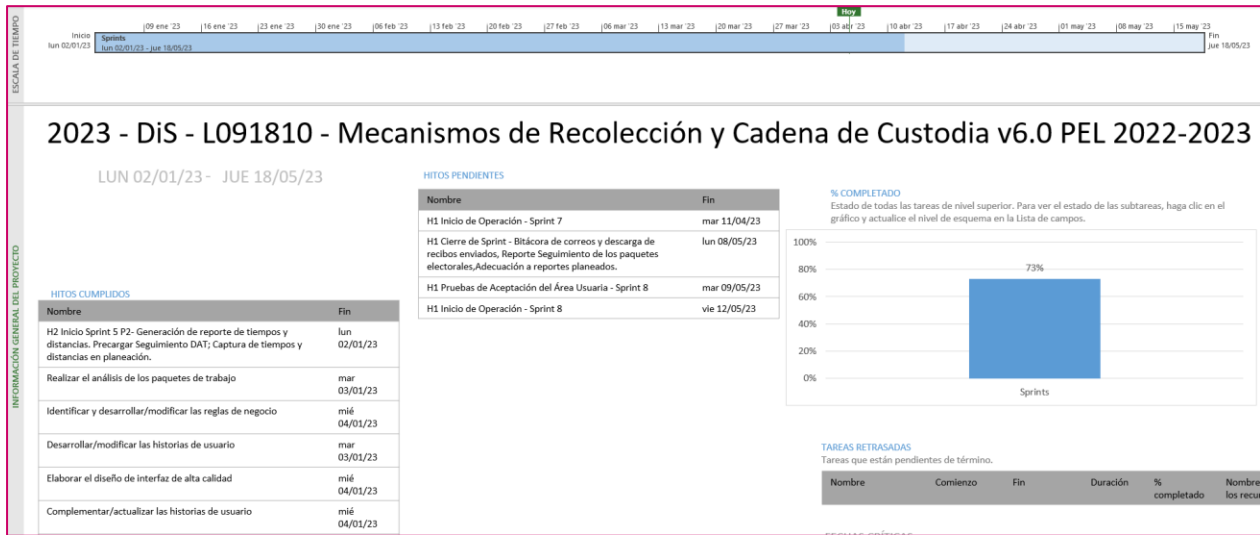 Hoy
09 ene '23
16 ene '23
23 ene '23
30 ene '23
06 feb '23
13 feb '23
20 feb '23
27 feb '23
06 mar '23
13 mar '23
20 mar '23
27 mar '23
03 abr '23
10 abr '23
17 abr '23
24 abr '23
01 may '23
08 may '23
15 may '23
ESCALA DE TIEMPO
Inicio
lun 02/01/23
Sprints
lun 02/01/23 - jue 18/05/23
Fin
jue 18/05/23
INFORMACIÓN GENERAL DEL PROYECTO
2023 - DiS - L091810 - Mecanismos de Recolección y Cadena de Custodia v6.0 PEL 2022-2023
LUN 02/01/23 - JUE 18/05/23
HITOS CUMPLIDOS
Nombre Fin
H2 Inicio Sprint 5 P2- Generación de reporte de tiempos y lun
distancias. Precargar Seguimiento DAT; Captura de tiempos y 02/01/23
distancias en planeación.
Realizar el análisis de los paquetes de trabajo mar
03/01/23
Identificar y desarrollar/modificar las reglas de negocio mié
04/01/23
Desarrollar/modificar las historias de usuario mar
03/01/23
Elaborar el diseño de interfaz de alta calidad mié
04/01/23
Complementar/actualizar las historias de usuario mié
04/01/23
HITOS PENDIENTES
Nombre Fin
H1 Inicio de Operación - Sprint 7 mar 11/04/23
H1 Cierre de Sprint - Bitácora de correos y descarga de lun 08/05/23
recibos enviados, Reporte Seguimiento de los paquetes
electorales,Adecuación a reportes planeados.
H1 Pruebas de Aceptación del Área Usuaria - Sprint 8 mar 09/05/23
H1 Inicio de Operación - Sprint 8 vie 12/05/23
% COMPLETADO
Estado de todas las tareas de nivel superior. Para ver el estado de las subtareas, haga clic en el
gráfico y actualice el nivel de esquema en la Lista de campos.
100%
80%
60%
40%
20%
0%
73%
Sprints
TAREAS RETRASADAS
Tareas que están pendientes de término.
Nombre Comienzo Fin Duración % Nombre
completado los recu